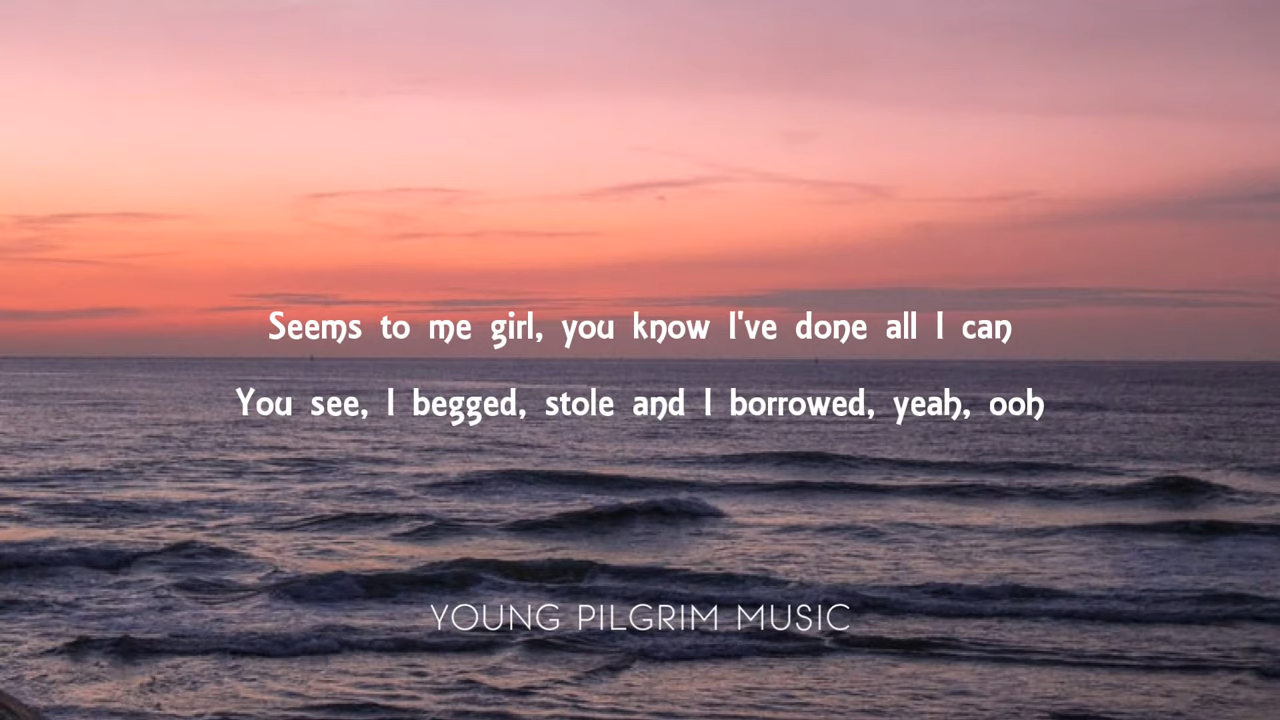 Seems to me girl, you know I've done all I can
You see, I begged, stole and I borrowed, yeah, ooh
YOUNG PILGRIM MUSIC